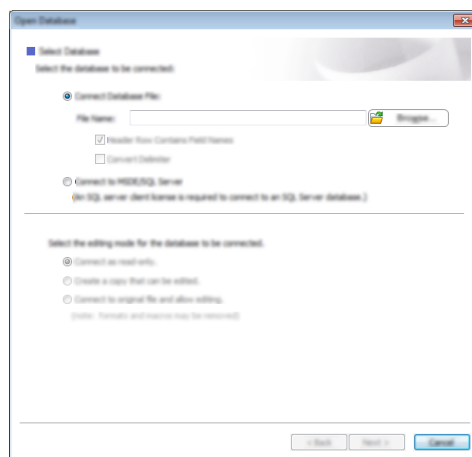 Open Database
Select Database
Select the database to be connected:
Connect Database File:
File Name:
Browse...
Header Row Contains Field Names
Convert Delimiter
Connect to MSDE/SQL Server
(An SQL server client license is required to connect to an SQL Server database.)
Select the editing mode for the database to be connected.
Connect as read-only.
Create a copy that can be edited.
Connect to original file and allow editing.
(note: Formats and macros may be removed)
< Back
Next >
Cancel